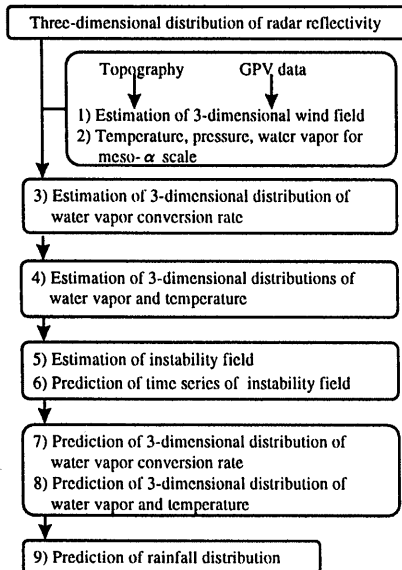 Three-dimensional distribution of radar reflectivity
Topography GPV data
1) Estimation of 3-dimensional wind field
2) Temperature, pressure, water vapor for
meso- α scale
3) Estimation of 3-dimensional distribution of
water vapor conversion rate
4) Estimation of 3-dimensional distributions of
water vapor and temperature
5) Estimation of instability field
6) Prediction of time series of instability field
7) Prediction of 3-dimensional distribution of
water vapor conversion rate
8) Prediction of 3-dimensional distribution of
water vapor and temperature
9) Prediction of rainfall distribution